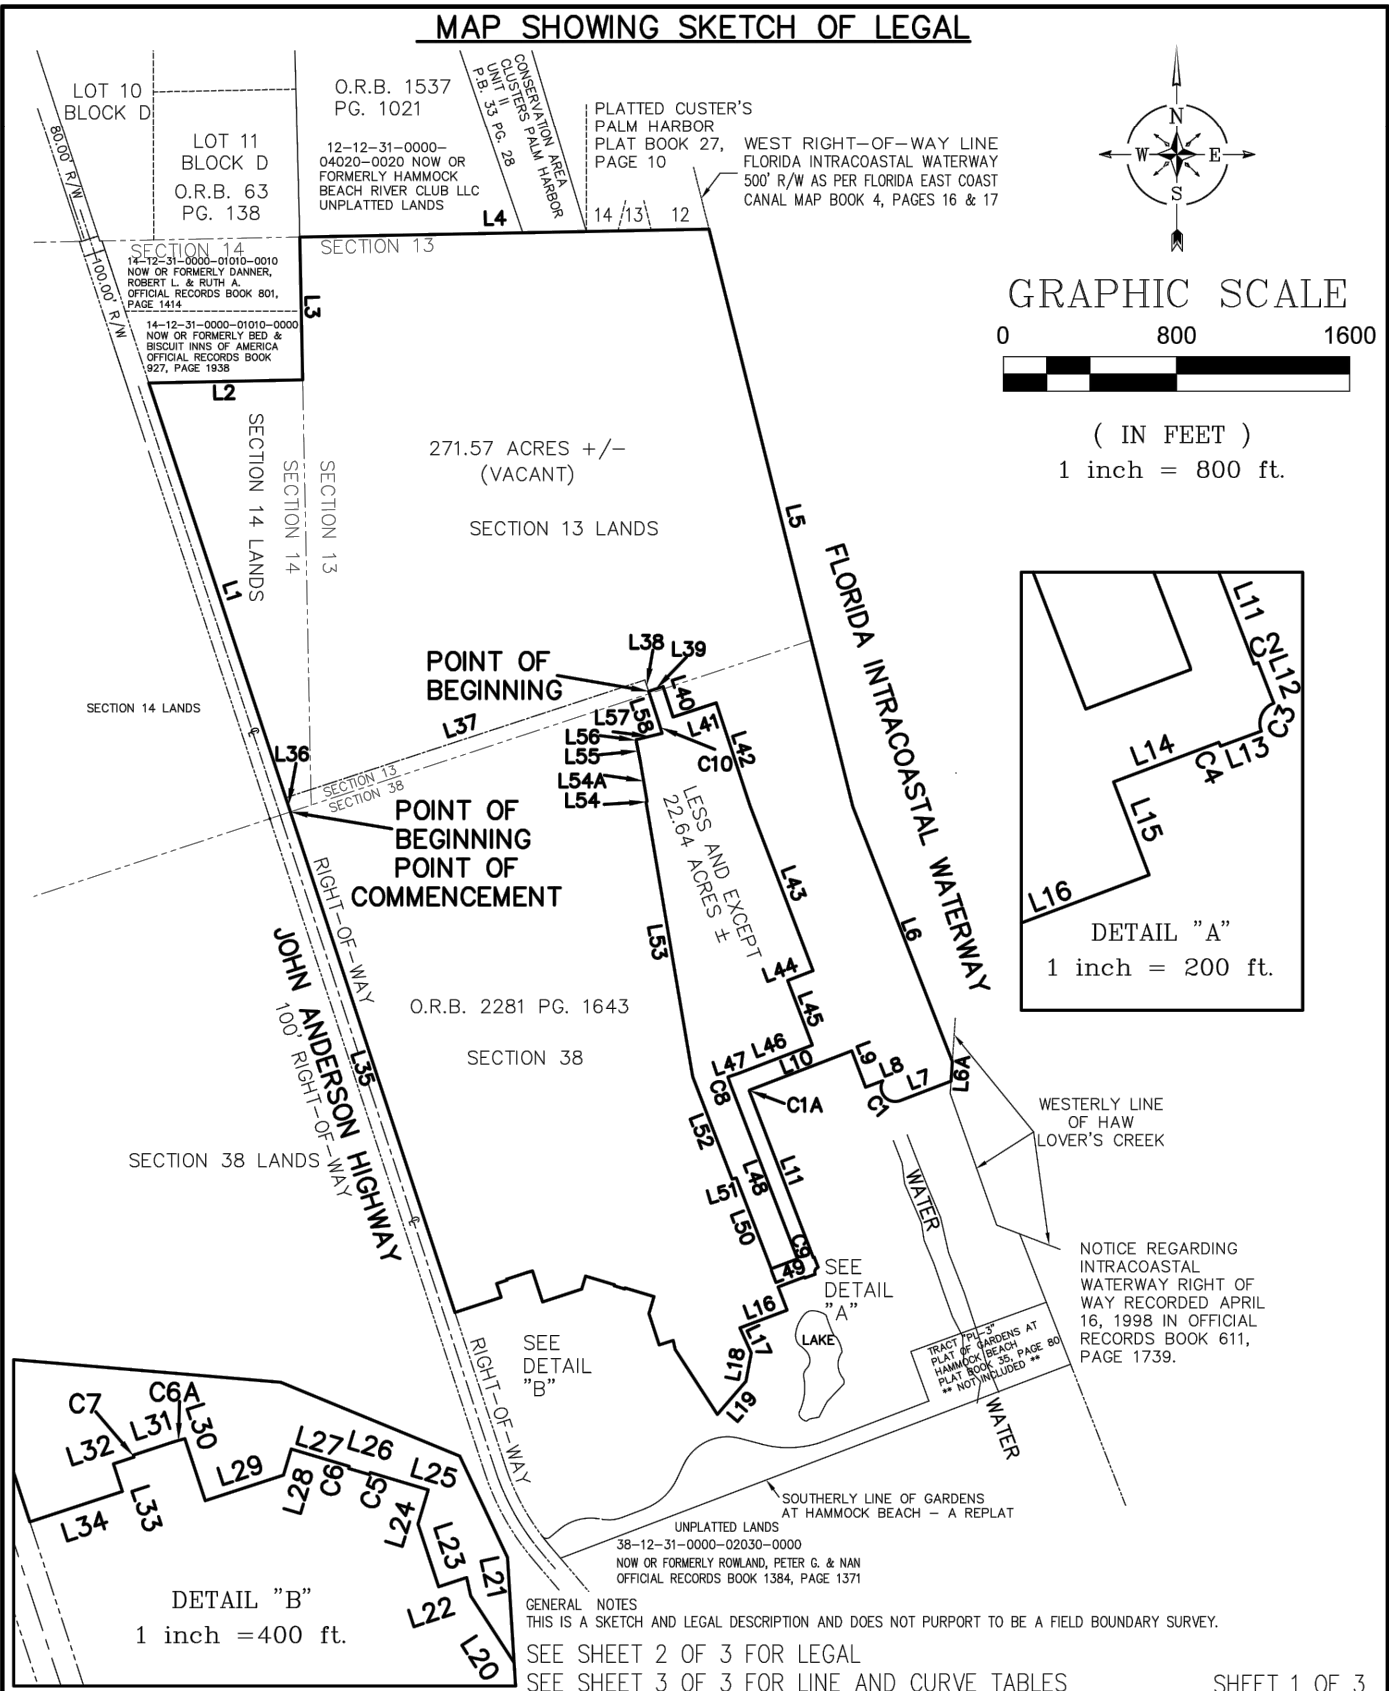 MAP SHOWING SKETCH OF LEGAL
LOT 10
BLOCK D
80.00' R/W
100.00' R/W
LOT 11
BLOCK D
O.R.B. 63
PG. 138
O.R.B. 1537
PG. 1021
12-12-31-0000-
04020-0020 NOW OR
FORMERLY HAMMOCK
BEACH RIVER CLUB LLC
UNPLATTED LANDS
CONSERVATION AREA
CLUSTERS PALM HARBOR
UNIT II
P.B. 33 PG. 28
PLATTED CUSTER'S
PALM HARBOR
PLAT BOOK 27,
PAGE 10
WEST RIGHT-OF-WAY LINE
FLORIDA INTRACOASTAL WATERWAY
500' R/W AS PER FLORIDA EAST COAST
CANAL MAP BOOK 4, PAGES 16 & 17
N
W
E
S
L4
14
13
12
SECTION 14
SECTION 13
14-12-31-0000-01010-0010
NOW OR FORMERLY DANNER,
ROBERT L. & RUTH A.
OFFICIAL RECORDS BOOK 801,
PAGE 1414
L3
14-12-31-0000-01010-0000
NOW OR FORMERLY BED &
BISCUIT INNS OF AMERICA
OFFICIAL RECORDS BOOK
927, PAGE 1938
L2
GRAPHIC SCALE
0
800
1600
( IN FEET )
1 inch = 800 ft.
SECTION 14 LANDS
SECTION 14
SECTION 13
271.57 ACRES +/-
(VACANT)
SECTION 13 LANDS
L1
L5
FLORIDA INTRACOASTAL WATERWAY
L38
L39
POINT OF
BEGINNING
L40
L41
L42
L37
L57
L58
L56
L55
C10
L54A
L54
SECTION 14 LANDS
L36
SECTION 13
SECTION 38
POINT OF
BEGINNING
POINT OF
COMMENCEMENT
LESS AND EXCEPT
22.64 ACRES ±
L43
L6
L53
L44
L45
RIGHT-OF-WAY
JOHN ANDERSON HIGHWAY
100' RIGHT-OF-WAY
O.R.B. 2281 PG. 1643
SECTION 38
L35
L46
L47
L10
L9
L8
L7
L6A
C8
C1
C1A
L11
C2
L12
C3
L14
C4
L13
L15
L16
DETAIL "A"
1 inch = 200 ft.
WESTERLY LINE
OF HAW
LOVER'S CREEK
SECTION 38 LANDS
L52
L48
L11
L51
L50
C9
49
WATER
SEE
DETAIL
"A"
NOTICE REGARDING
INTRACOASTAL
WATERWAY RIGHT OF
WAY RECORDED APRIL
16, 1998 IN OFFICIAL
RECORDS BOOK 611,
PAGE 1739.
L16
L17
L18
L19
LAKE
TRACT "PL-3"
PLAT OF GARDENS AT
HAMMOCK BEACH
PLAT BOOK 35, PAGE 80
** NOT INCLUDED **
WATER
SEE
DETAIL
"B"
RIGHT-OF-WAY
C7
C6A
L32
L31
L30
L29
L27
L26
L25
L28
C6
C5
L24
L34
L33
L23
L21
L22
L20
DETAIL "B"
1 inch =400 ft.
SOUTHERLY LINE OF GARDENS
AT HAMMOCK BEACH – A REPLAT
UNPLATTED LANDS
38-12-31-0000-02030-0000
NOW OR FORMERLY ROWLAND, PETER G. & NAN
OFFICIAL RECORDS BOOK 1384, PAGE 1371
GENERAL NOTES
THIS IS A SKETCH AND LEGAL DESCRIPTION AND DOES NOT PURPORT TO BE A FIELD BOUNDARY SURVEY.
SEE SHEET 2 OF 3 FOR LEGAL
SEE SHEET 3 OF 3 FOR LINE AND CURVE TABLES
SHEET 1 OF 3